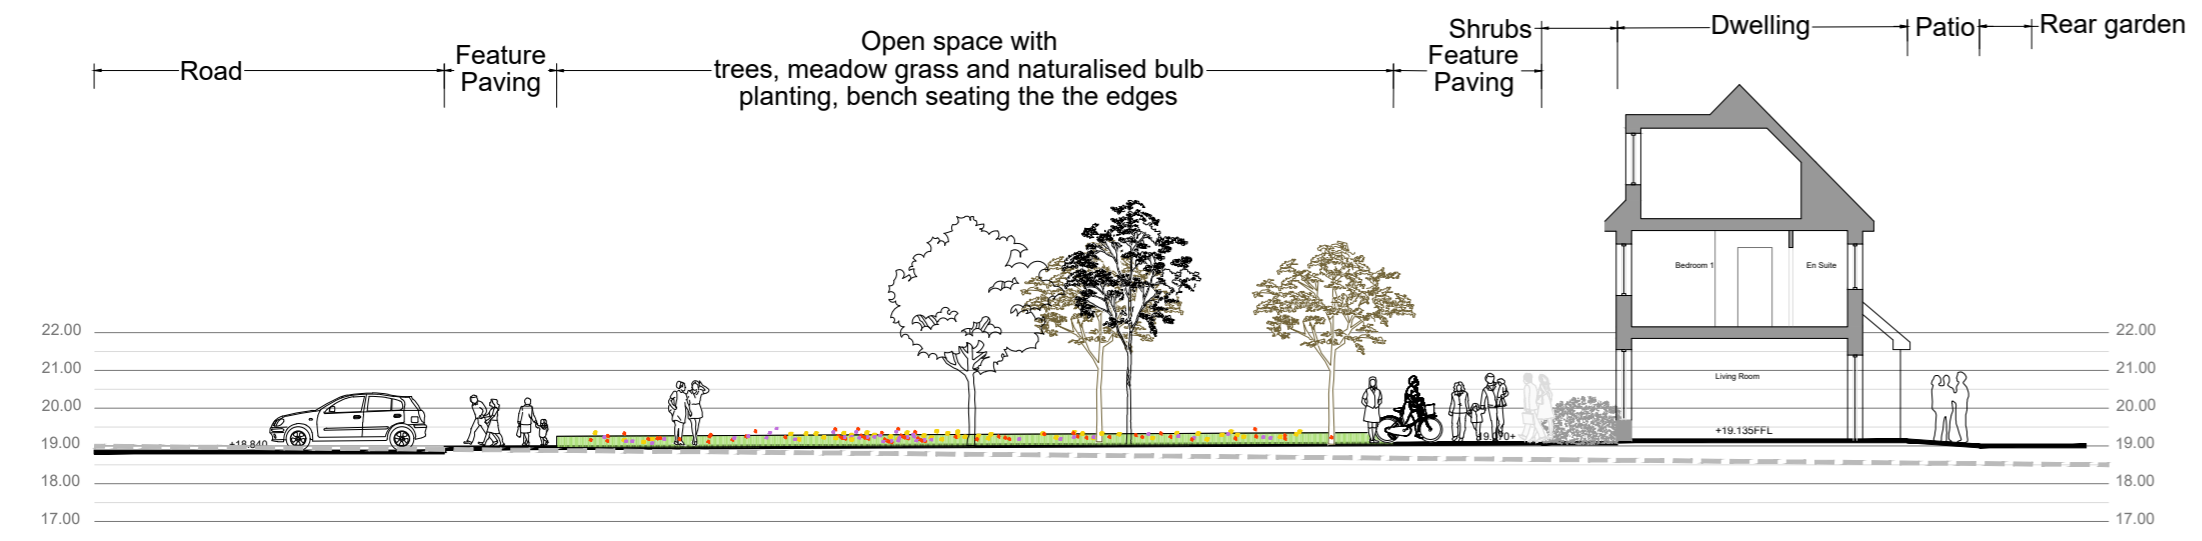 Road
Feature
Paving
Open space with
trees, meadow grass and naturalised bulb
planting, bench seating the the edges
Shrubs
Feature
Paving
Dwelling
Patio
Rear garden
Bedroom 1
En Suite
Living Room
22.00
21.00
20.00
19.00
18.00
17.00
+18.840
+19.135FFL
22.00
21.00
20.00
19.00
18.00
17.00